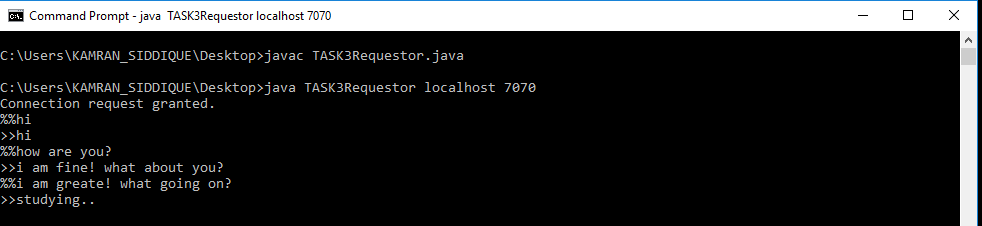 Command Prompt - java  TASK3Requestor localhost 7070
C:\Users\KAMRAN_SIDDIQUE\Desktop>javac TASK3Requestor.java
C:\Users\KAMRAN_SIDDIQUE\Desktop>java TASK3Requestor localhost 7070
Connection request granted.
%%hi
>>hi
%%how are you?
>>i am fine! what about you?
%%i am greate! what going on?
>>studying..